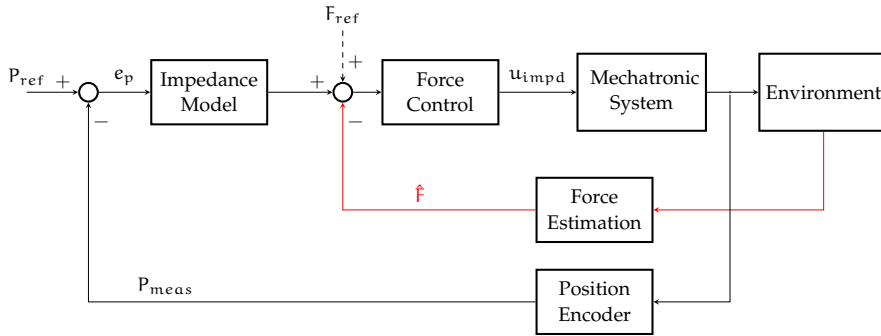 F_ref
P_ref + e_p Impedance Model + + Force Control u_impd Mechatronic System Environment
−
−
F̂
Force Estimation
P_meas
Position Encoder